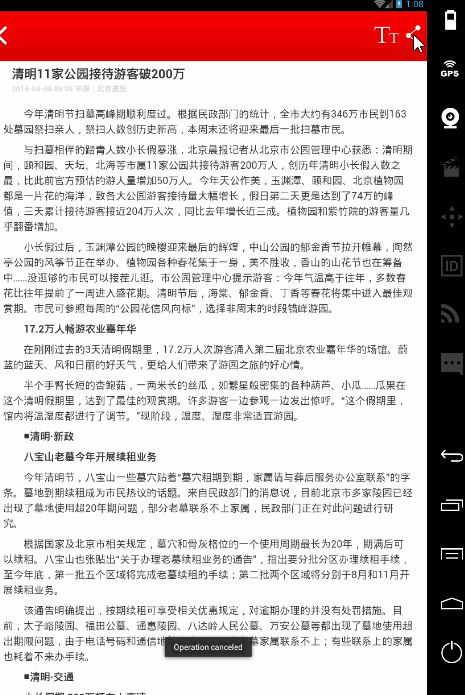 1:08
TT
清明11家公园接待游客破200万
2014-04-08 09:09 来源：北京晨报
今年清明节扫墓高峰期顺利度过。根据民政部门的统计，全市大约有346万市民到163
处墓园祭扫亲人，祭扫人数创历史新高，本周末还将迎来最后一批扫墓市民。
与扫墓相伴的踏青人数小长假暴涨，北京晨报记者从北京市公园管理中心获悉：清明期
间，颐和园、天坛、北海等市属11家公园共接待游客200万人，创历年清明小长假人数之
最，比此前官方预估的游人量增加50万人。今年天公作美，玉渊潭、颐和园、北京植物园
都是一片花的海洋，致各大公园游客接待量大幅增长，假日第二天更是达到了74万的峰
值，三天累计接待游客接近204万人次，同比去年增长近三成。植物园和紫竹院的游客量几
乎翻番增加。
小长假过后，玉渊潭公园的晚樱迎来最后的辉煌，中山公园的郁金香节拉开帷幕，陶然
亭公园的风筝节正在举办、植物园各种春花集于一身，美不胜收，香山的山花节也在筹备
中……没逛够的市民可以接茬儿逛。市公园管理中心提示游客：今年气温高于往年，多数春
花比往年提前了一周进入盛花期。清明节后，海棠、郁金香、丁香等春花将集中进入最佳观
赏期。市民可参照每周的“公园花信风向标”，选择非周末的时段错峰游园。
17.2万人畅游农业嘉年华
在刚刚过去的3天清明假期里，17.2万人次游客涌入第二届北京农业嘉年华的场馆。蔚
蓝的蓝天、风和日丽的好天气，更给人们带来了游园之旅的好心情。
半个手臂长短的杏鲍菇，一两米长的丝瓜，如繁星般密集的各种葫芦、小瓜……瓜果在
这个清明假期里，达到了最佳的观赏期。许多游客一边参观一边发出惊呼。“这个假期里，
馆内将温湿度都进行了调节。”现阶段，温度、湿度非常适宜游园。
■清明·新政
八宝山老墓今年开展续租业务
今年清明节，八宝山一些墓穴贴着“墓穴租期到期，家属请与葬后服务办公室联系”的字
条。墓地到期续租成为市民热议的话题。来自民政部门的消息说，目前北京市多家陵园已经
出现了墓地使用超20年期问题，部分老墓联系不上家属，民政部门正在对此问题进行研
究。
根据国家及北京市相关规定，墓穴和骨灰格位的一个使用周期最长为20年，期满后可
以续租。八宝山也张贴出“关于办理老墓续租业务的通告”，指出要分批分区办理续租手续，
至今年底，第一批五个区域将完成老墓续租的手续；第二批两个区域将分别于8月和11月开
展续租业务。
该通告明确提出，按期续租可享受相关优惠规定，对逾期办理的并没有处罚措施。目
前，太子峪陵园、福田公墓、通惠陵园、八达岭人民公墓、万安公墓等都出现了墓地使用超
出期限问题，由于电话号码和通信地 墓家属联系不上；有些联系上的家属
也耗着不来办手续。
Operation canceled
■清明·交通
GPS
ID